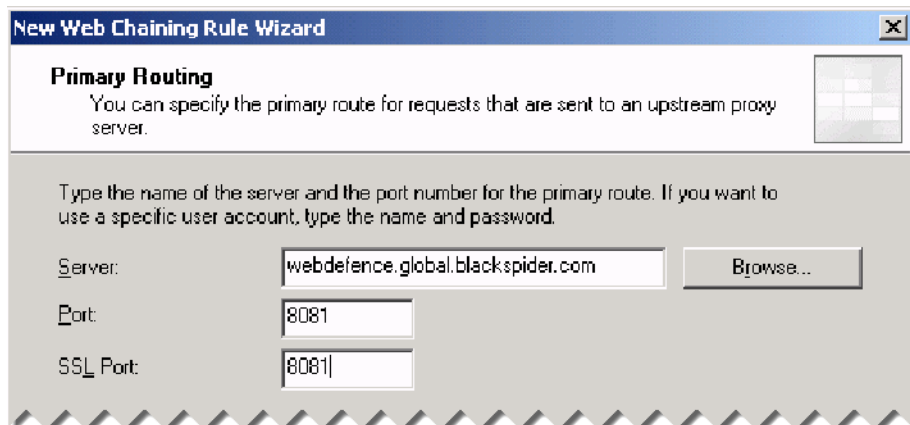 New Web Chaining Rule Wizard
Primary Routing
You can specify the primary route for requests that are sent to an upstream proxy
server.
Type the name of the server and the port number for the primary route. If you want to
use a specific user account, type the name and password.
Server: webdefence.global.blackspider.com Browse...
Port: 8081
SSL Port: 8081